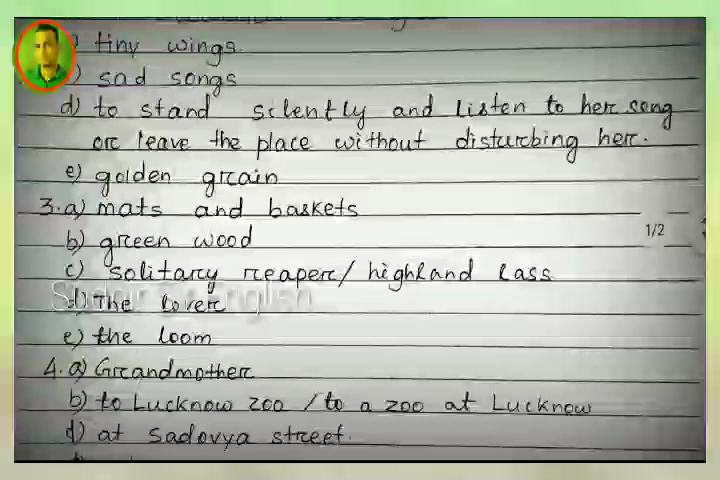 ) tiny wings.
) sad songs
d) to stand silently and listen to her song
or leave the place without disturbing her.
e) golden grain
3. a) mats and baskets
1/2
b) green wood
c) solitary reaper/ highland lass
d) The lover
e) the loom
4. a) Grandmother.
b) to Lucknow zoo / to a zoo at Lucknow
d) at Sadovya street.